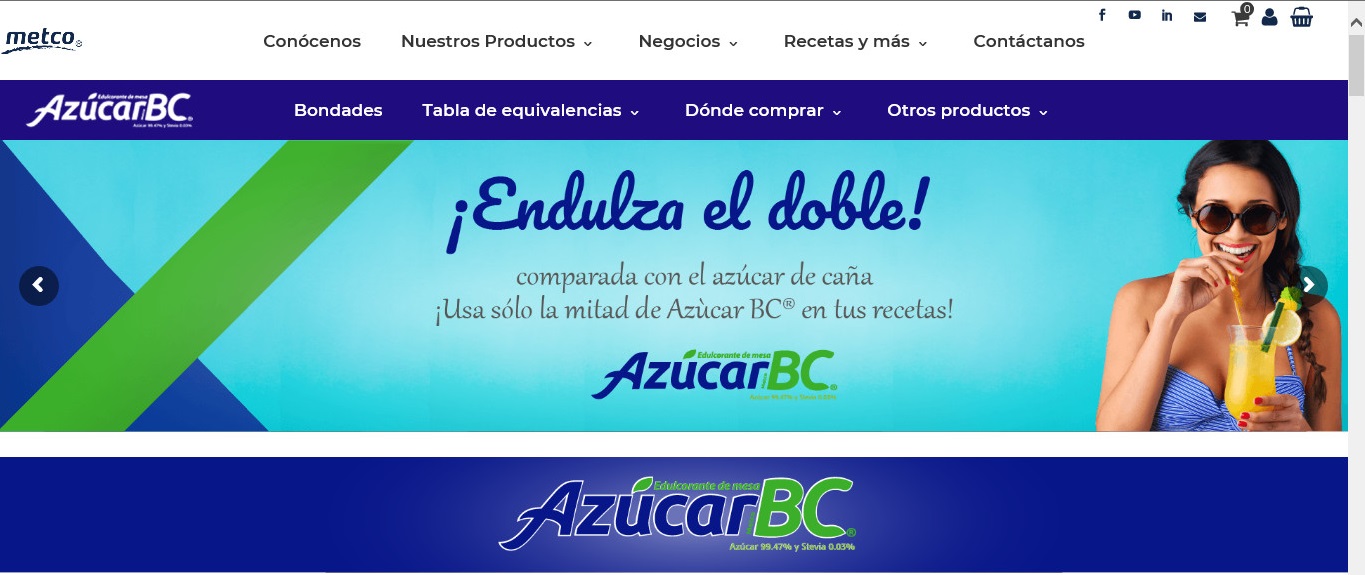 0
metco
Conócenos
Nuestros Productos
Negocios
Recetas y más
Contáctanos
Edulcorante de mesa
AzúcarBC®
Azúcar 99.47% y Stevia 0.03%
Bondades
Tabla de equivalencias
Dónde comprar
Otros productos
¡Endulza el doble!
comparada con el azúcar de caña
¡Usa sólo la mitad de Azùcar BC® en tus recetas!
Edulcorante de mesa
AzúcarBC®
Azúcar 99.47% y Stevia 0.03%
Edulcorante de mesa
AzúcarBC®
Azúcar 99.47% y Stevia 0.03%